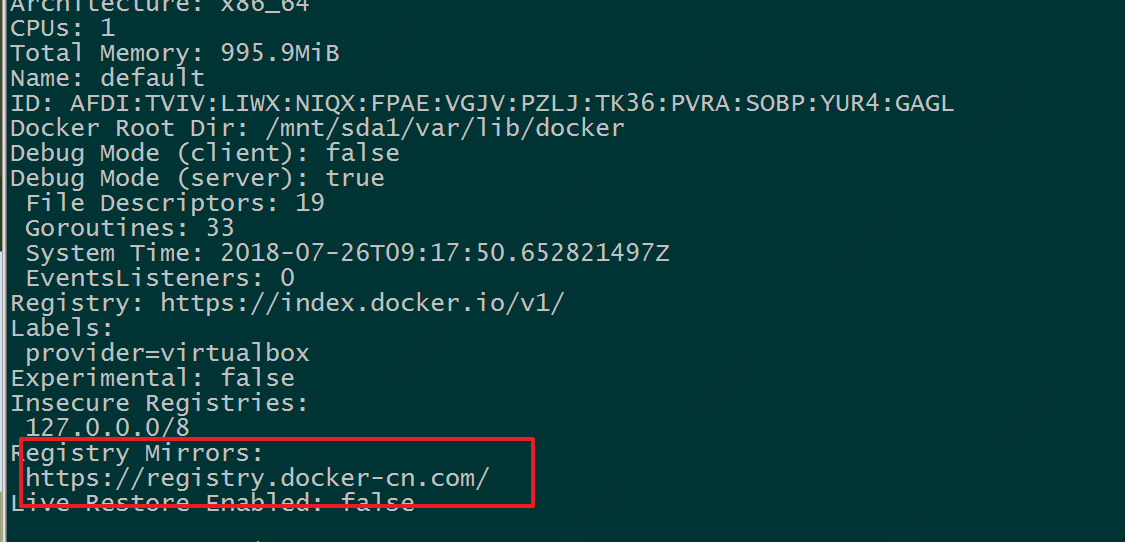 Architecture: x86_64
CPUs: 1
Total Memory: 995.9MiB
Name: default
ID: AFDI:TVIV:LIWX:NIQX:FPAE:VGJV:PZLJ:TK36:PVRA:SOBP:YUR4:GAGL
Docker Root Dir: /mnt/sda1/var/lib/docker
Debug Mode (client): false
Debug Mode (server): true
 File Descriptors: 19
 Goroutines: 33
 System Time: 2018-07-26T09:17:50.652821497Z
 EventsListeners: 0
Registry: https://index.docker.io/v1/
Labels:
 provider=virtualbox
Experimental: false
Insecure Registries:
 127.0.0.0/8
Registry Mirrors:
 https://registry.docker-cn.com/
Live Restore Enabled: false